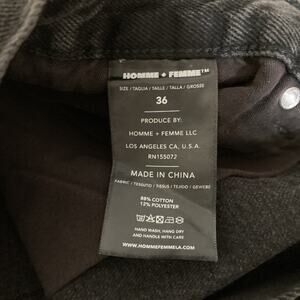 HOMME + FEMME™
SIZE / TAGLIA / TAILLE / TALLA / GROSSE
36
PRODUCE BY:
HOMME + FEMME LLC
LOS ANGELES CA, U.S.A.
RN155072
MADE IN CHINA
FABRIC / TESSUTO / TISSUS / TEJIDO / GEWEBE
88% COTTON
12% POLYESTER
HAND WASH, HANG DRY
AND HANDLE WITH CARE
WWW.HOMMEFEMMELA.COM